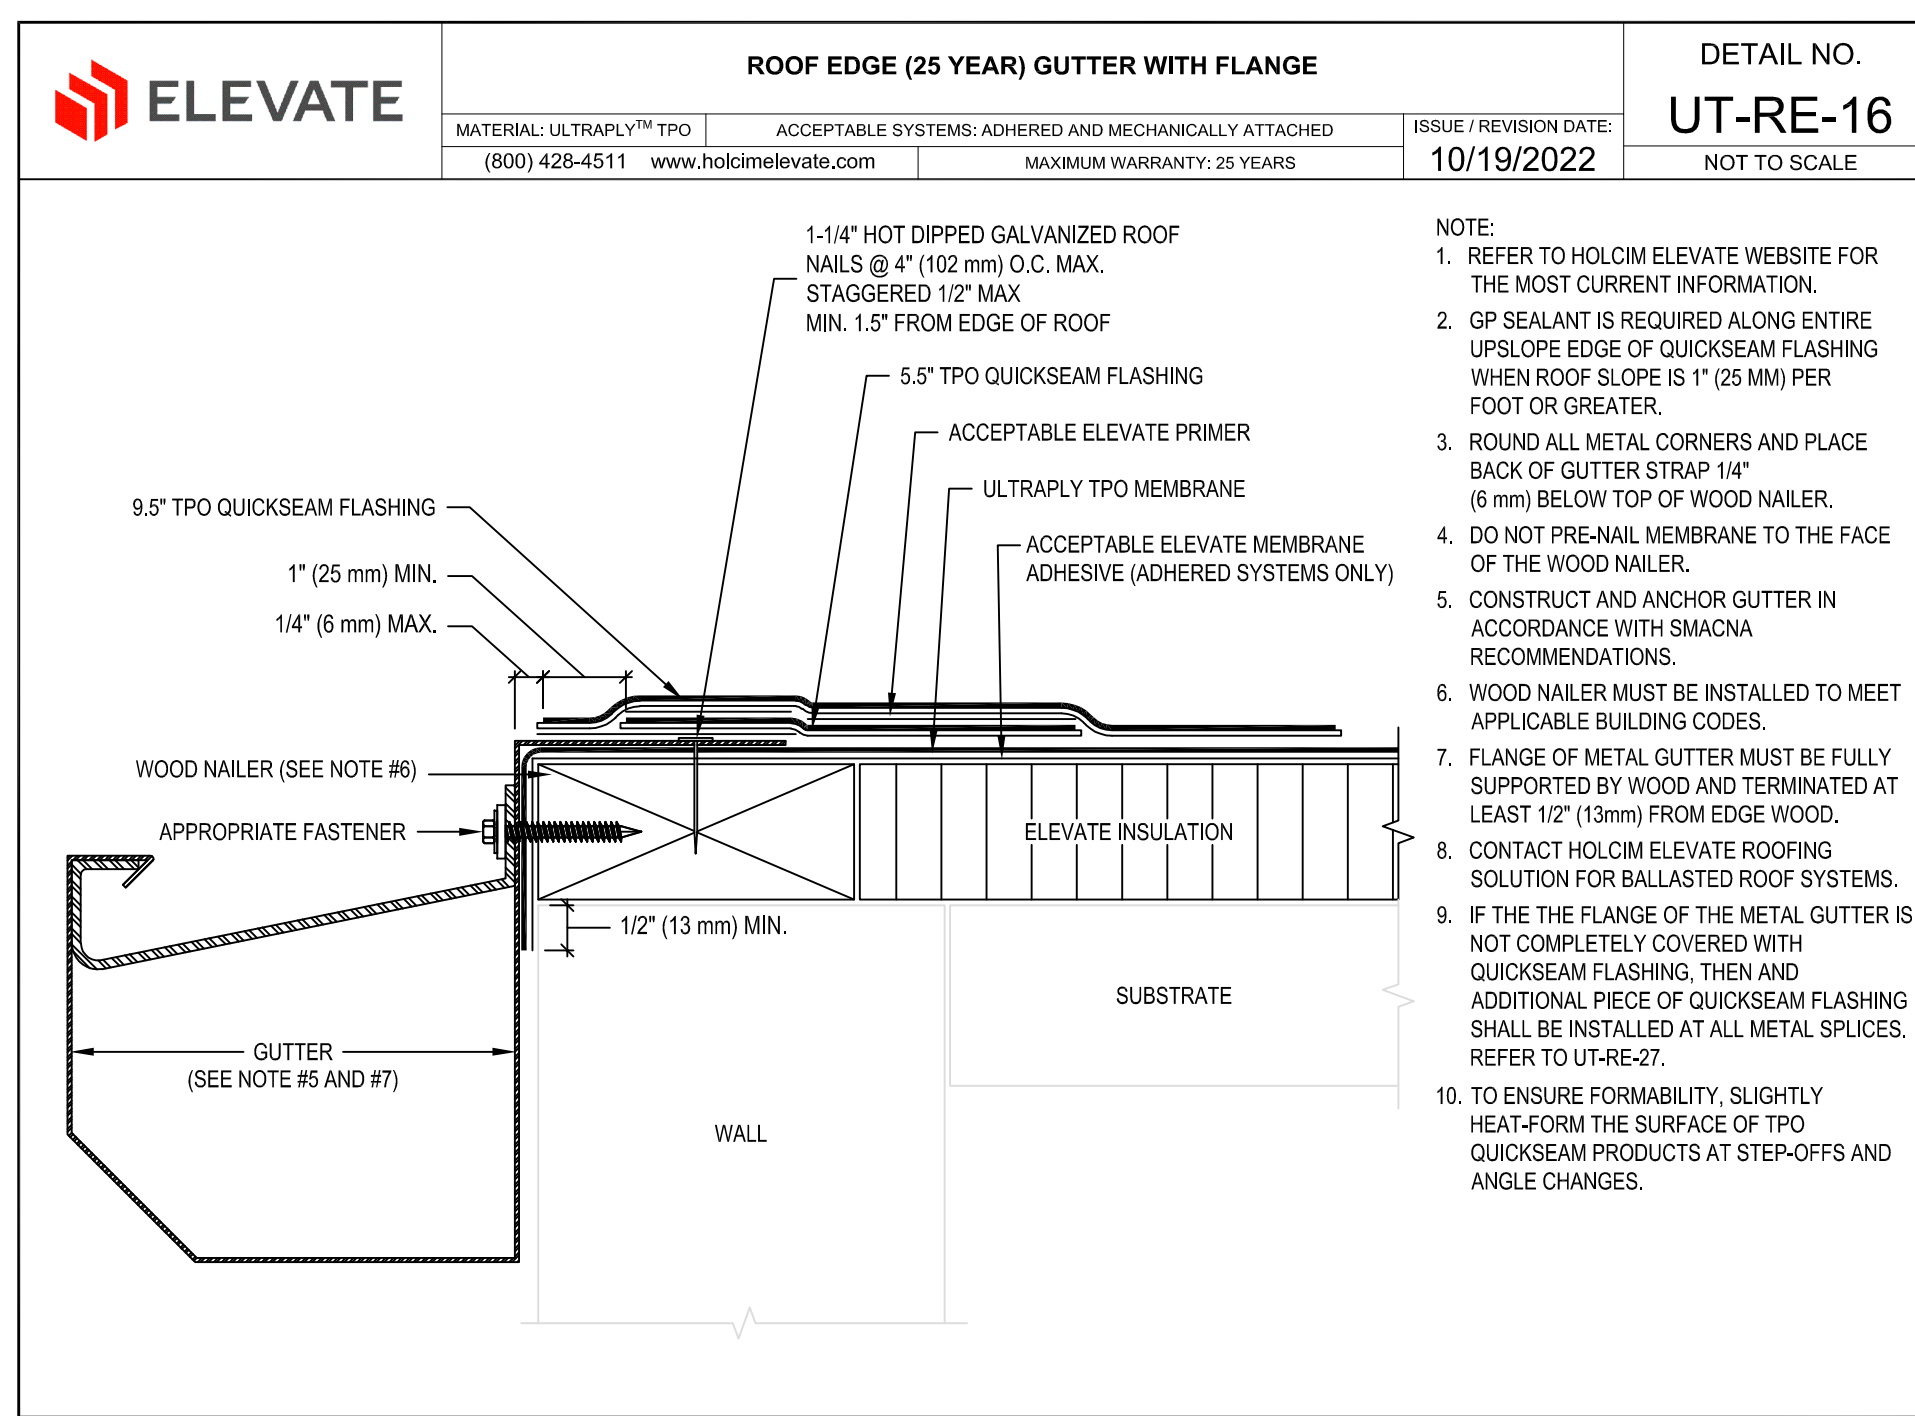 ELEVATE
ROOF EDGE (25 YEAR) GUTTER WITH FLANGE
MATERIAL: ULTRAPLY™ TPO
ACCEPTABLE SYSTEMS: ADHERED AND MECHANICALLY ATTACHED
(800) 428-4511 www.holcimelevate.com
MAXIMUM WARRANTY: 25 YEARS
ISSUE / REVISION DATE:
10/19/2022
DETAIL NO.
UT-RE-16
NOT TO SCALE
1-1/4" HOT DIPPED GALVANIZED ROOF
NAILS @ 4" (102 mm) O.C. MAX.
STAGGERED 1/2" MAX
MIN. 1.5" FROM EDGE OF ROOF
5.5" TPO QUICKSEAM FLASHING
ACCEPTABLE ELEVATE PRIMER
ULTRAPLY TPO MEMBRANE
ACCEPTABLE ELEVATE MEMBRANE
ADHESIVE (ADHERED SYSTEMS ONLY)
9.5" TPO QUICKSEAM FLASHING
1" (25 mm) MIN.
1/4" (6 mm) MAX.
WOOD NAILER (SEE NOTE #6)
APPROPRIATE FASTENER
ELEVATE INSULATION
1/2" (13 mm) MIN.
SUBSTRATE
GUTTER
(SEE NOTE #5 AND #7)
WALL
NOTE:
1. REFER TO HOLCIM ELEVATE WEBSITE FOR
THE MOST CURRENT INFORMATION.
2. GP SEALANT IS REQUIRED ALONG ENTIRE
UPSLOPE EDGE OF QUICKSEAM FLASHING
WHEN ROOF SLOPE IS 1" (25 MM) PER
FOOT OR GREATER.
3. ROUND ALL METAL CORNERS AND PLACE
BACK OF GUTTER STRAP 1/4"
(6 mm) BELOW TOP OF WOOD NAILER.
4. DO NOT PRE-NAIL MEMBRANE TO THE FACE
OF THE WOOD NAILER.
5. CONSTRUCT AND ANCHOR GUTTER IN
ACCORDANCE WITH SMACNA
RECOMMENDATIONS.
6. WOOD NAILER MUST BE INSTALLED TO MEET
APPLICABLE BUILDING CODES.
7. FLANGE OF METAL GUTTER MUST BE FULLY
SUPPORTED BY WOOD AND TERMINATED AT
LEAST 1/2" (13mm) FROM EDGE WOOD.
8. CONTACT HOLCIM ELEVATE ROOFING
SOLUTION FOR BALLASTED ROOF SYSTEMS.
9. IF THE THE FLANGE OF THE METAL GUTTER IS
NOT COMPLETELY COVERED WITH
QUICKSEAM FLASHING, THEN AND
ADDITIONAL PIECE OF QUICKSEAM FLASHING
SHALL BE INSTALLED AT ALL METAL SPLICES.
REFER TO UT-RE-27.
10. TO ENSURE FORMABILITY, SLIGHTLY
HEAT-FORM THE SURFACE OF TPO
QUICKSEAM PRODUCTS AT STEP-OFFS AND
ANGLE CHANGES.